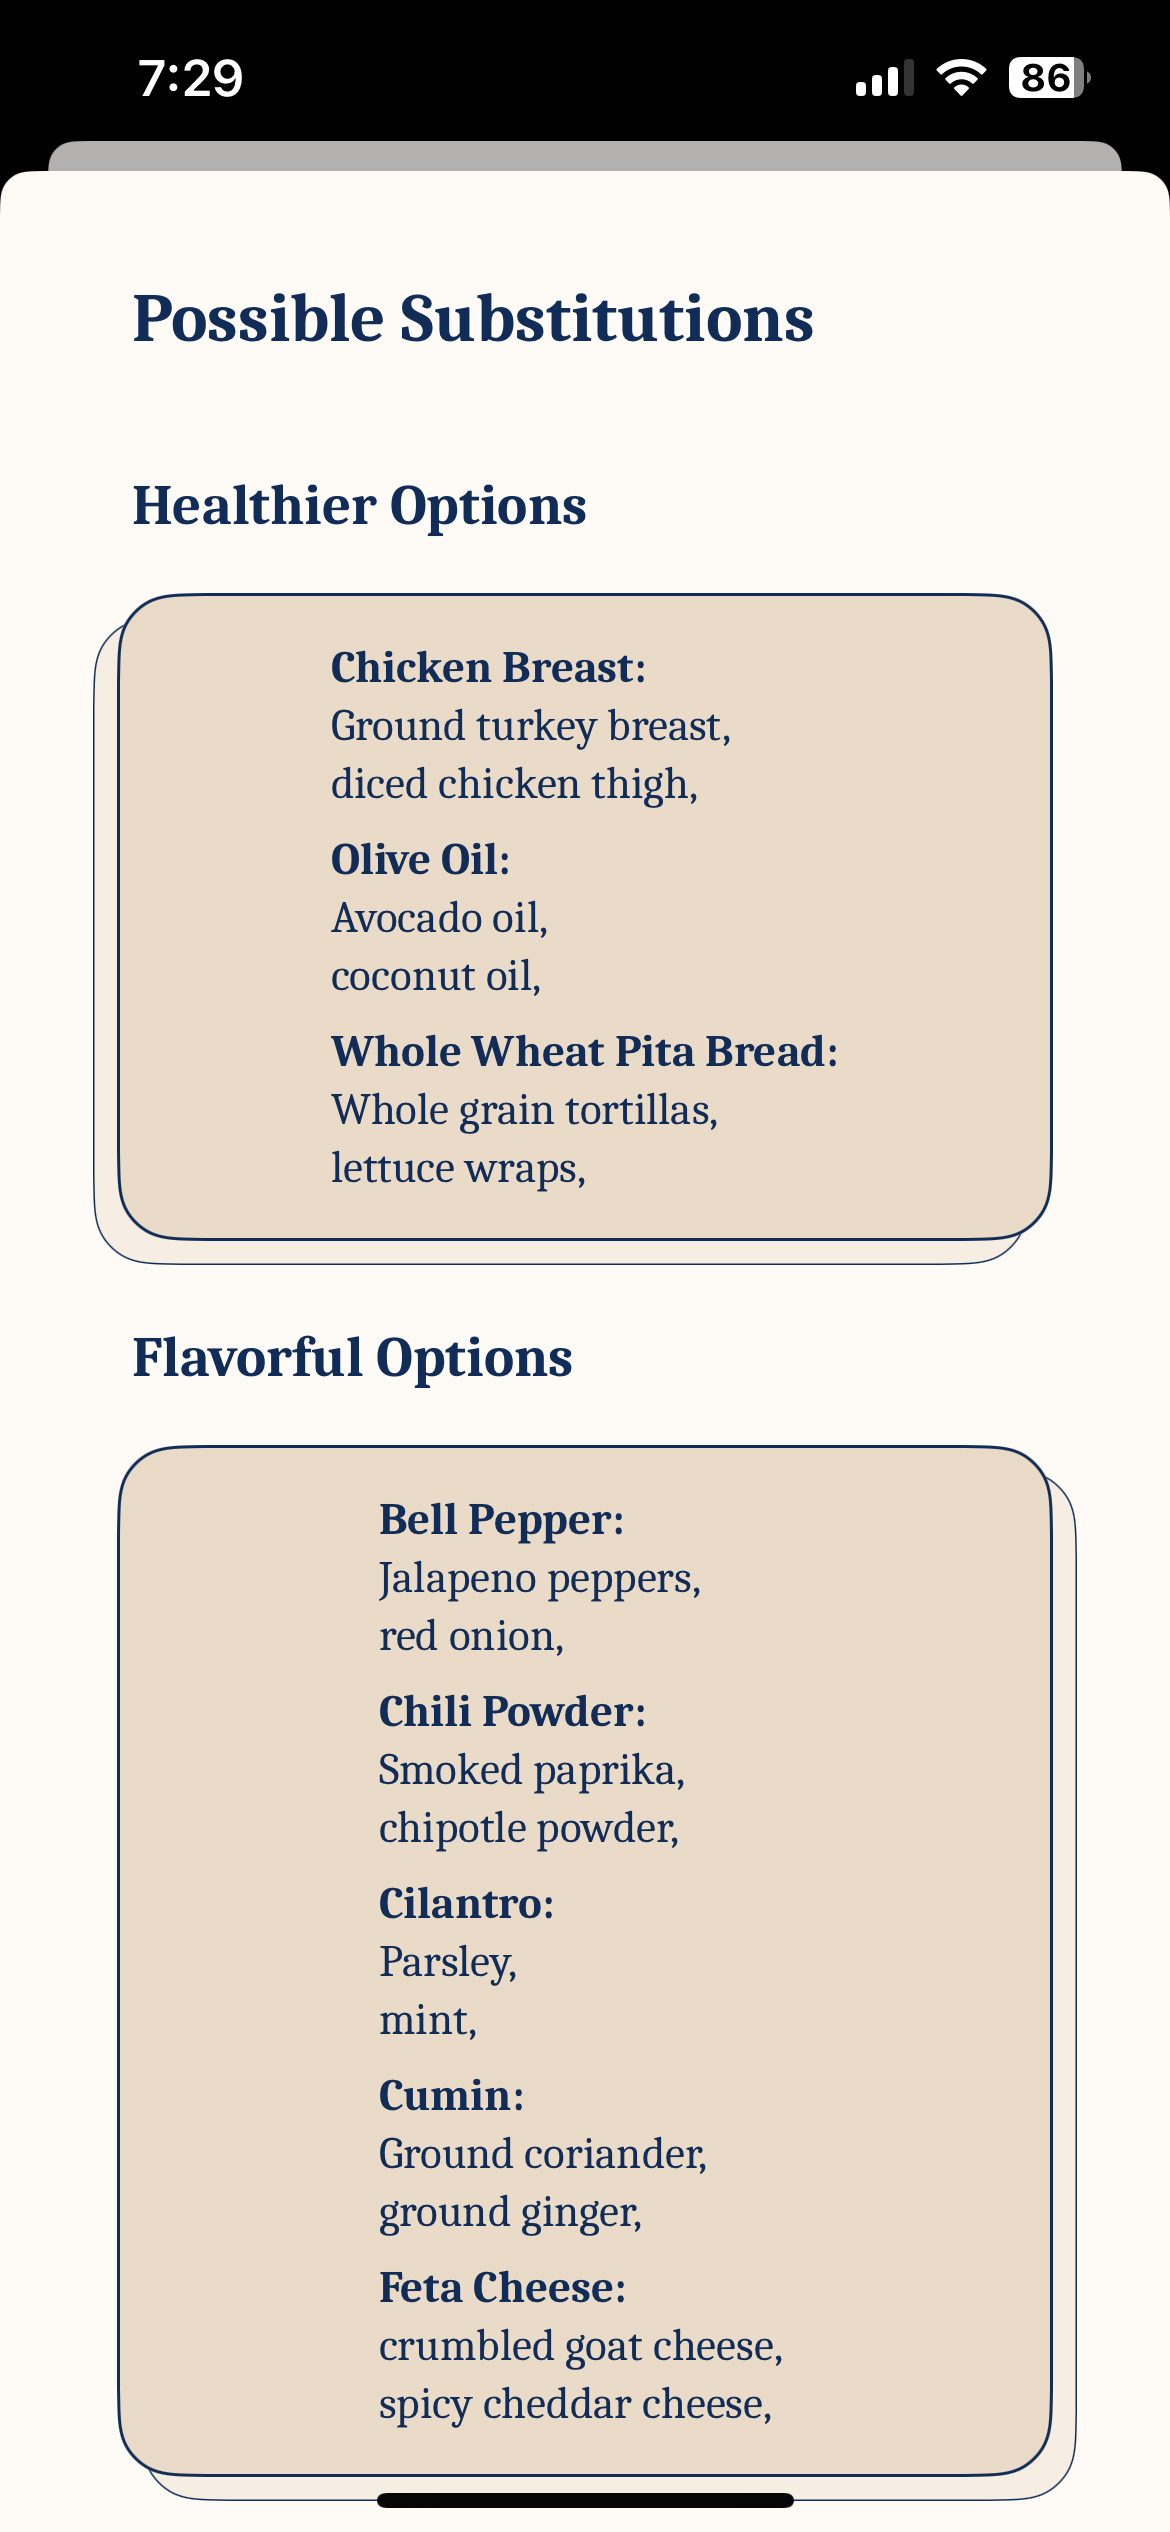 7:29
86
Possible Substitutions
Healthier Options
Chicken Breast:
Ground turkey breast,
diced chicken thigh,
Olive Oil:
Avocado oil,
coconut oil,
Whole Wheat Pita Bread:
Whole grain tortillas,
lettuce wraps,
Flavorful Options
Bell Pepper:
Jalapeno peppers,
red onion,
Chili Powder:
Smoked paprika,
chipotle powder,
Cilantro:
Parsley,
mint,
Cumin:
Ground coriander,
ground ginger,
Feta Cheese:
crumbled goat cheese,
spicy cheddar cheese,